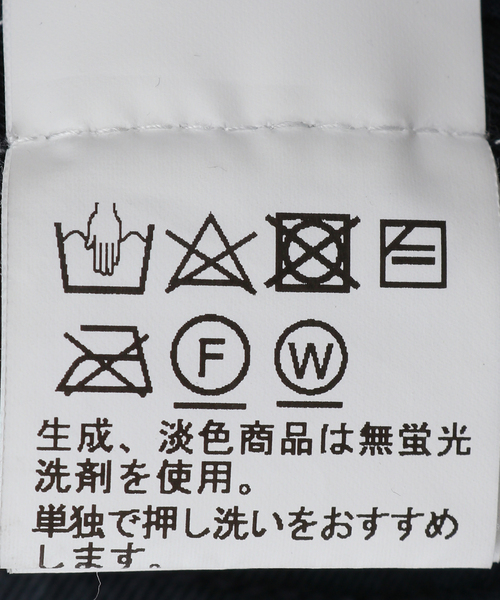 F W
生成、淡色商品は無蛍光
洗剤を使用。
単独で押し洗いをおすすめ
します。